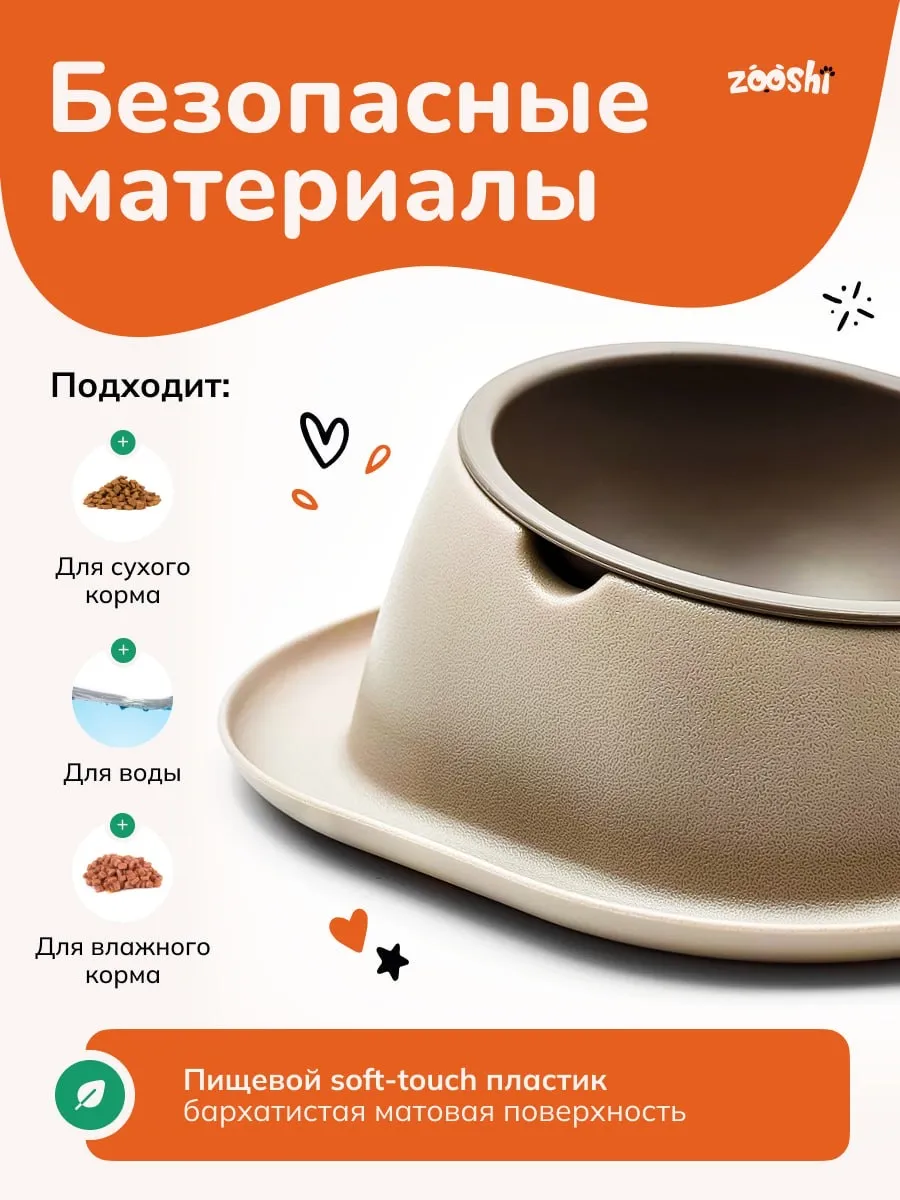 Безопасные
материалы
zooshi
Подходит:
+
Для сухого
корма
+
Для воды
+
Для влажного
корма
Пищевой soft-touch пластик
бархатистая матовая поверхность